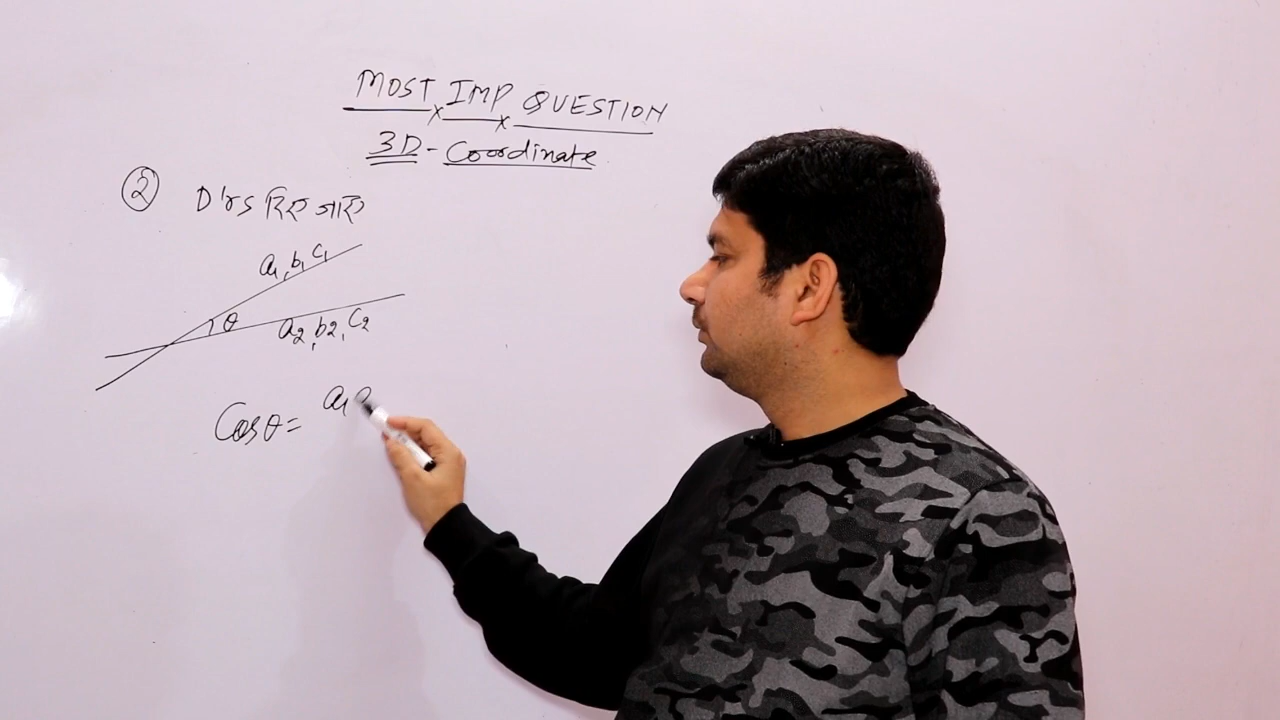 MOST IMP QUESTION
3D - Coordinate
② D'rs दिए जाए
a₁, b₁, c₁
θ
a₂, b₂, c₂
Cosθ = a₁